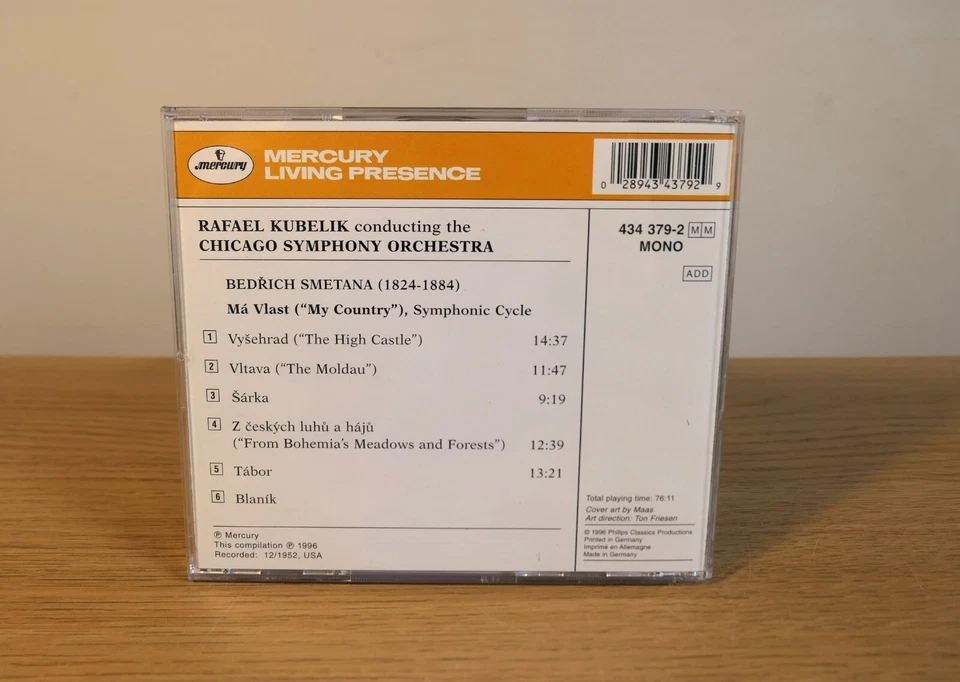 mercury
MERCURY
LIVING PRESENCE
0 28943 43792 9
RAFAEL KUBELIK conducting the
CHICAGO SYMPHONY ORCHESTRA
434 379-2 MM
MONO
ADD
BEDŘICH SMETANA (1824-1884)
Má Vlast (“My Country”), Symphonic Cycle
1 Vyšehrad (“The High Castle”) 14:37
2 Vltava (“The Moldau”) 11:47
3 Šárka 9:19
4 Z českých luhů a hájů
(“From Bohemia's Meadows and Forests”) 12:39
5 Tábor 13:21
6 Blaník
℗ Mercury
This compilation ℗ 1996
Recorded: 12/1952, USA
Total playing time: 76:11
Cover art by Maas
Art direction: Ton Friesen
© 1996 Philips Classics Productions
Printed in Germany
Imprimé en Allemagne
Made in Germany